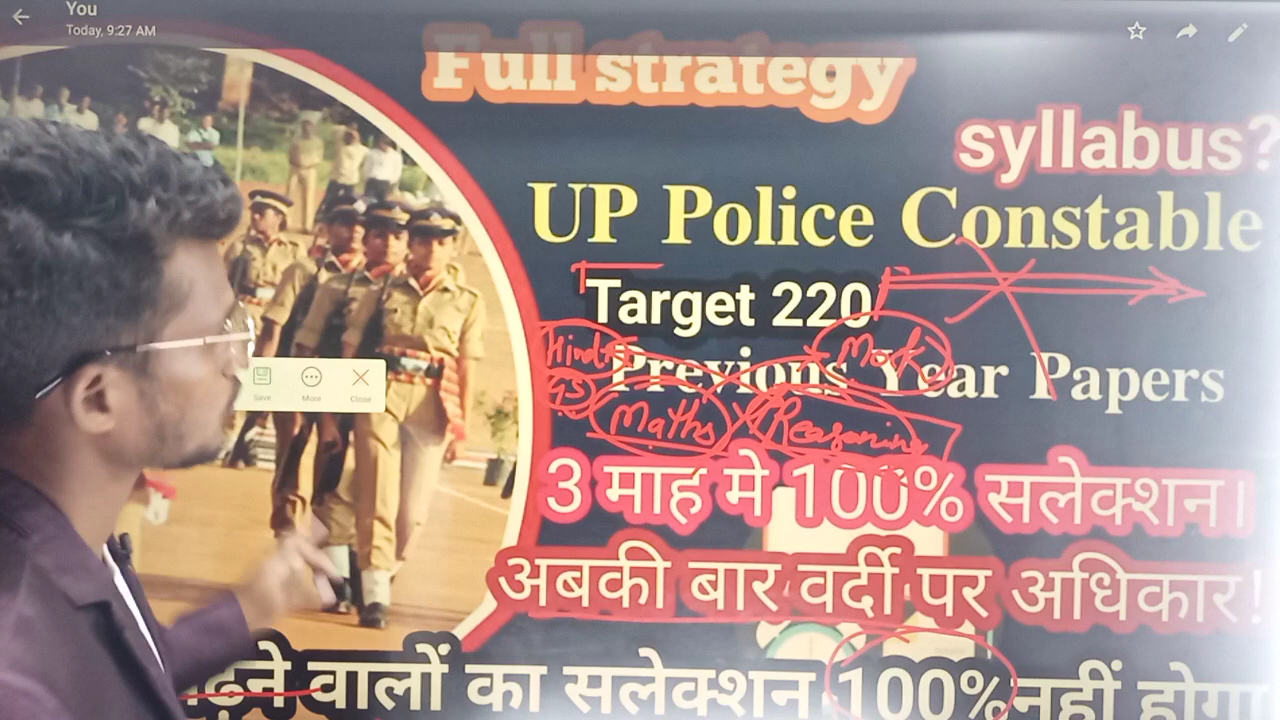 You
Today, 9:27 AM
Full strategy
syllabus?
UP Police Constable
Target 220
Hindi
Mock
Previous Year Papers
GS Maths Reasoning
Save More Close
3 माह मे 100% सलेक्शन।
अबकी बार वर्दी पर अधिकार!
वालों का सलेक्शन 100% नहीं होगा